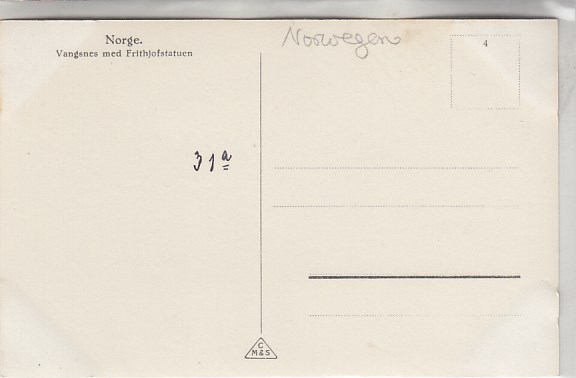 Norge.
Vangsnes med Frithjofstatuen
Norwegen
4
31a
C
M&S